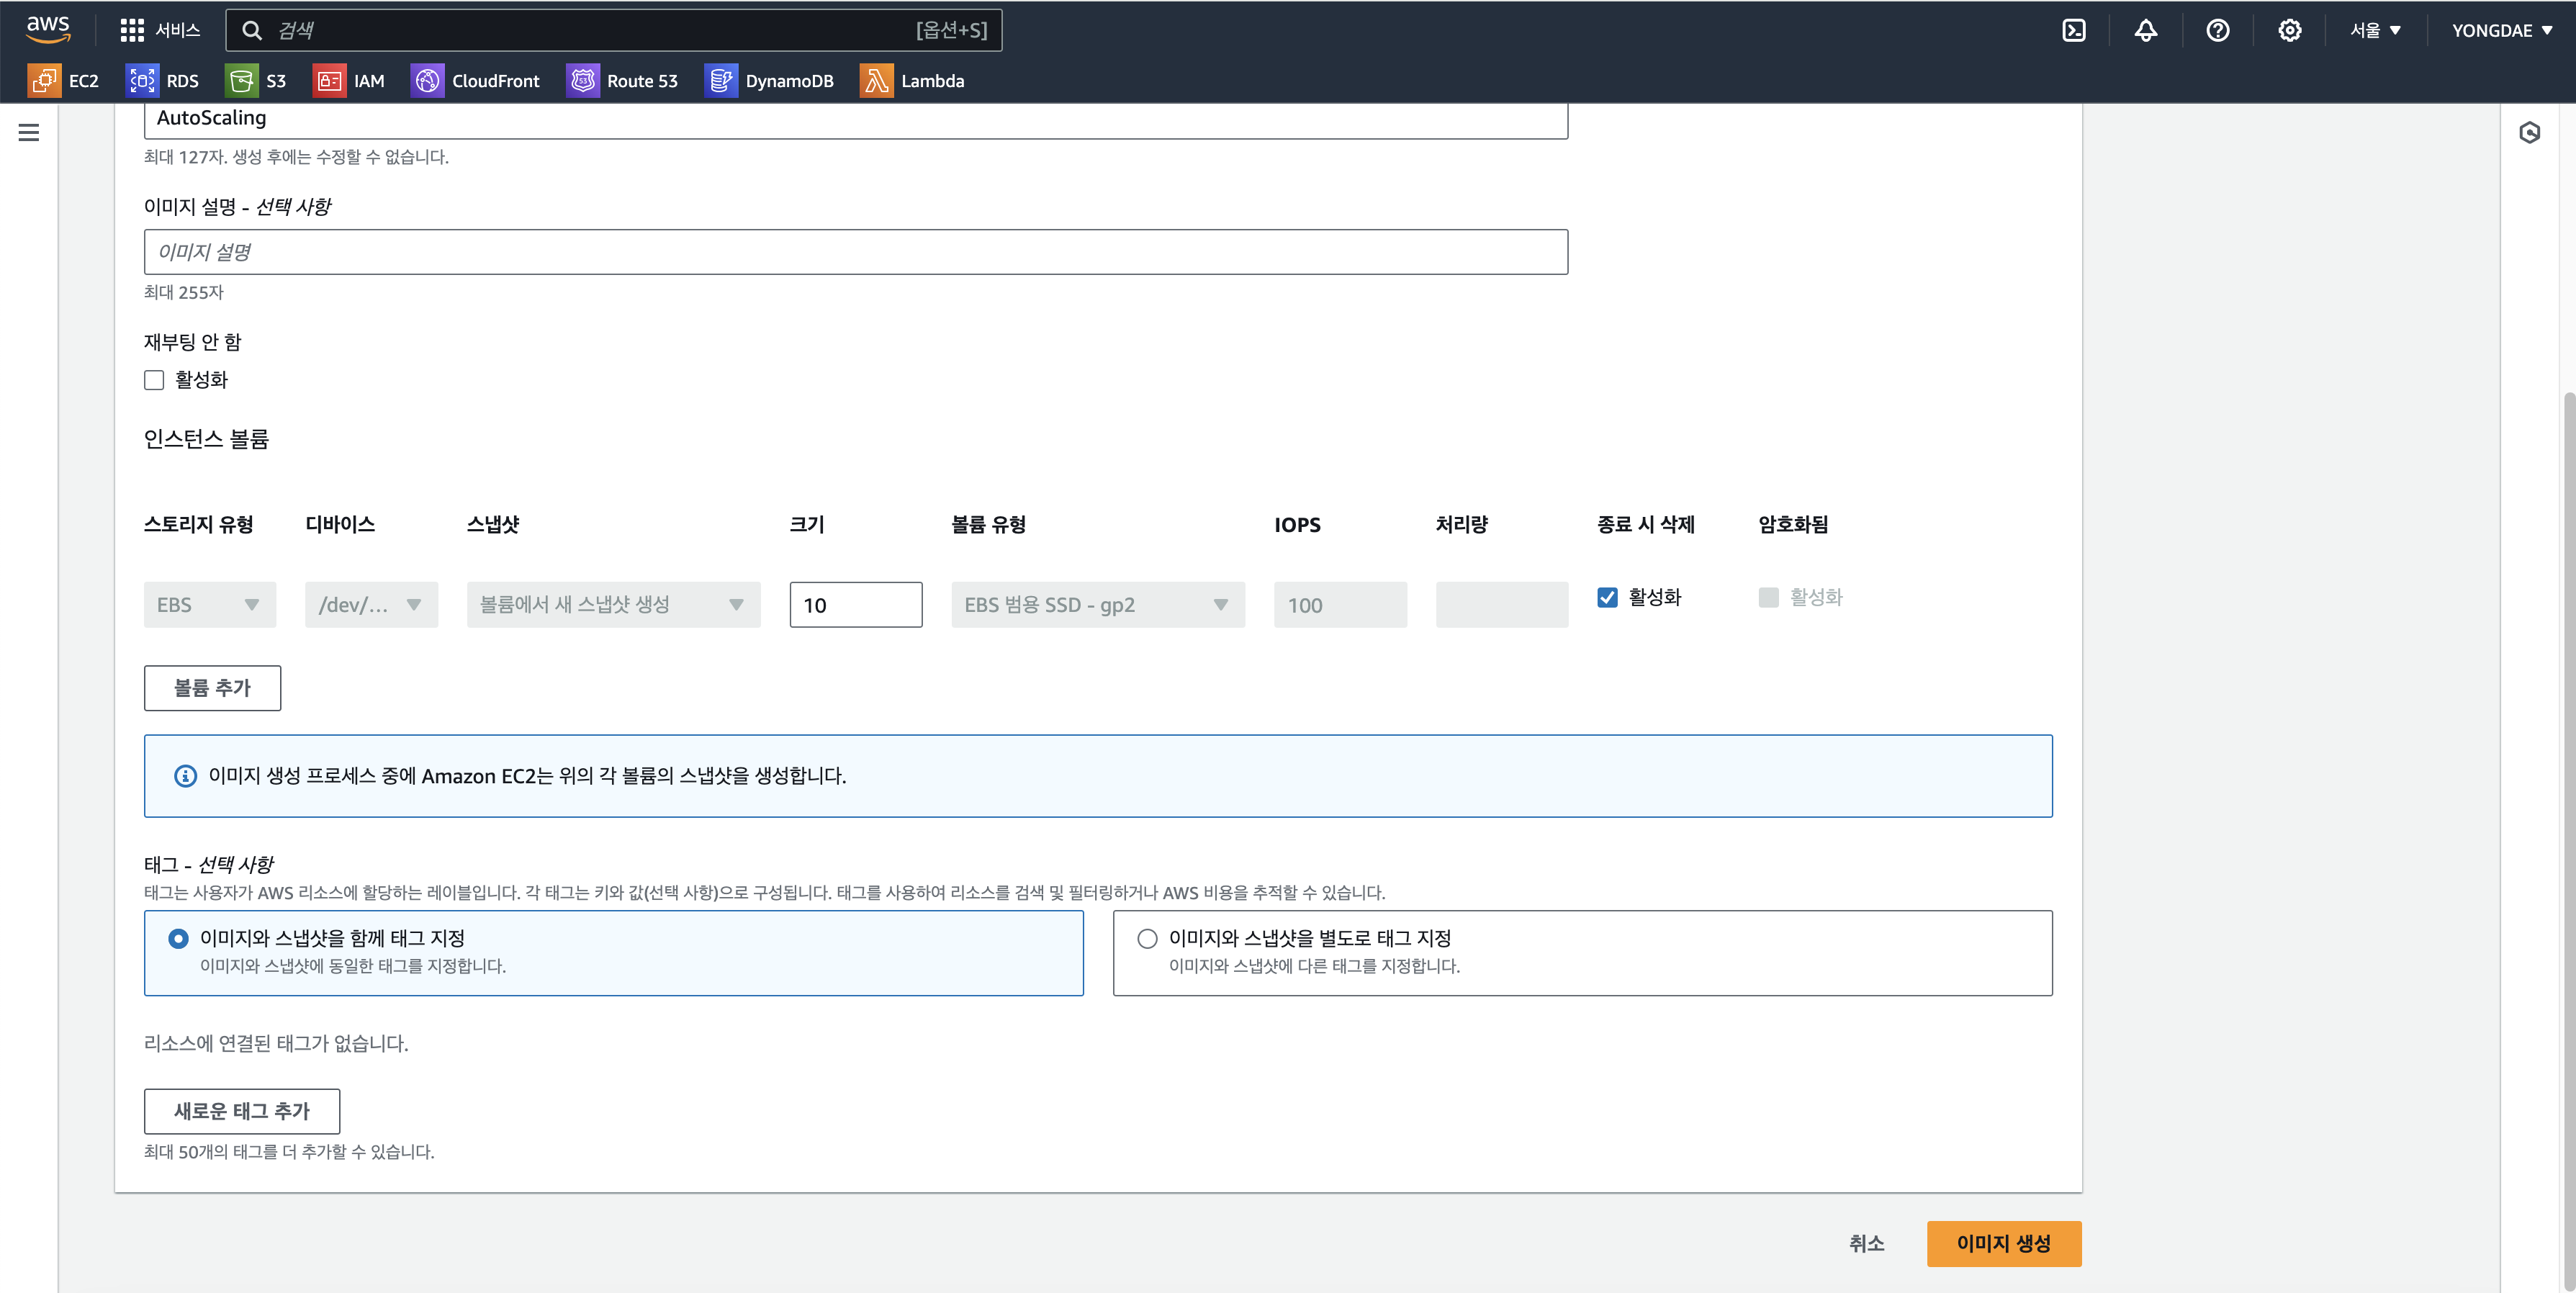 aws
서비스
검색
[옵션+S]
서울
YONGDAE
EC2
RDS
S3
IAM
CloudFront
Route 53
DynamoDB
Lambda
AutoScaling
최대 127자. 생성 후에는 수정할 수 없습니다.
이미지 설명 - 선택 사항
이미지 설명
최대 255자
재부팅 안 함
활성화
인스턴스 볼륨
스토리지 유형 디바이스 스냅샷 크기 볼륨 유형 IOPS 처리량 종료 시 삭제 암호화됨
EBS /dev/... 볼륨에서 새 스냅샷 생성 10 EBS 범용 SSD - gp2 100 활성화 활성화
볼륨 추가
이미지 생성 프로세스 중에 Amazon EC2는 위의 각 볼륨의 스냅샷을 생성합니다.
태그 - 선택 사항
태그는 사용자가 AWS 리소스에 할당하는 레이블입니다. 각 태그는 키와 값(선택 사항)으로 구성됩니다. 태그를 사용하여 리소스를 검색 및 필터링하거나 AWS 비용을 추적할 수 있습니다.
이미지와 스냅샷을 함께 태그 지정
이미지와 스냅샷에 동일한 태그를 지정합니다.
이미지와 스냅샷을 별도로 태그 지정
이미지와 스냅샷에 다른 태그를 지정합니다.
리소스에 연결된 태그가 없습니다.
새로운 태그 추가
최대 50개의 태그를 더 추가할 수 있습니다.
취소
이미지 생성